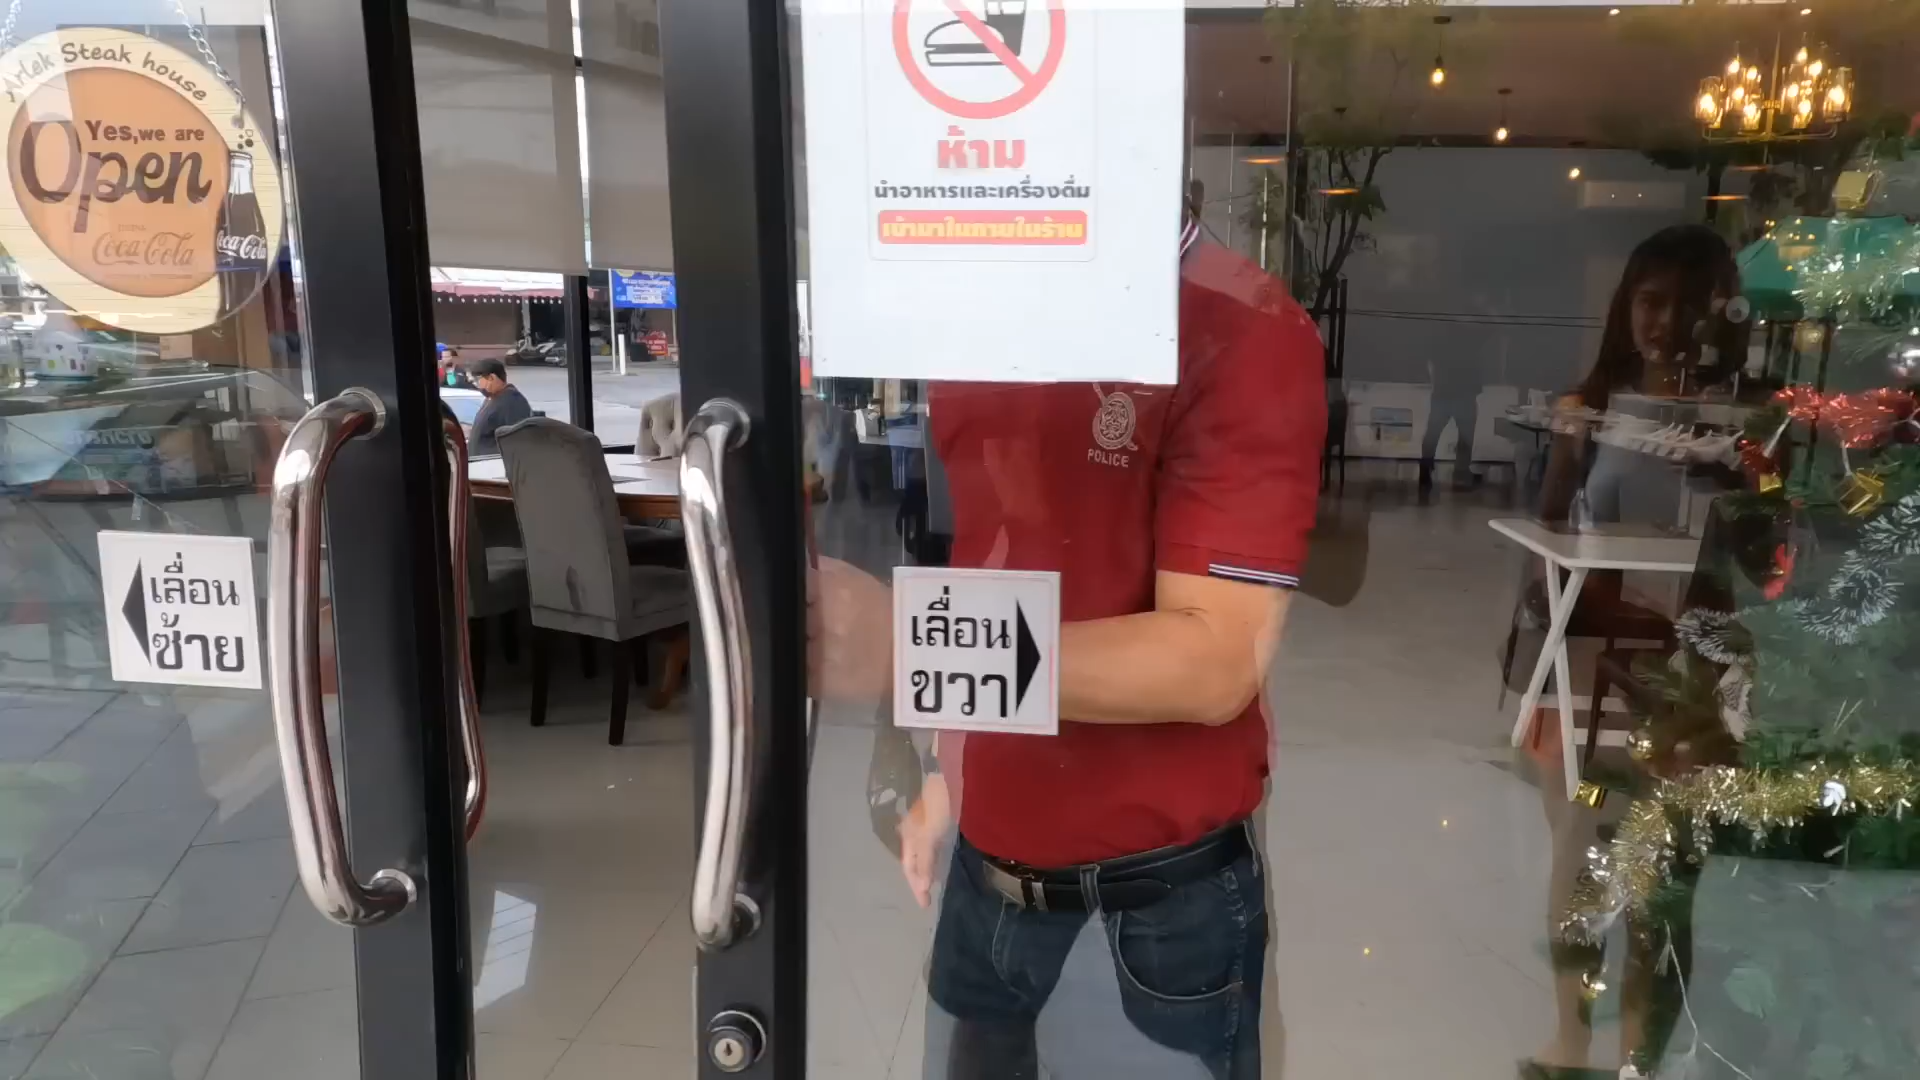 Arlek Steak house
Yes, we are
Open
DRINK
Coca-Cola
Coca-Cola
ห้าม
นำอาหารและเครื่องดื่ม
เข้ามาในภายในร้าน
POLICE
เลื่อน
ซ้าย
เลื่อน
ขวา